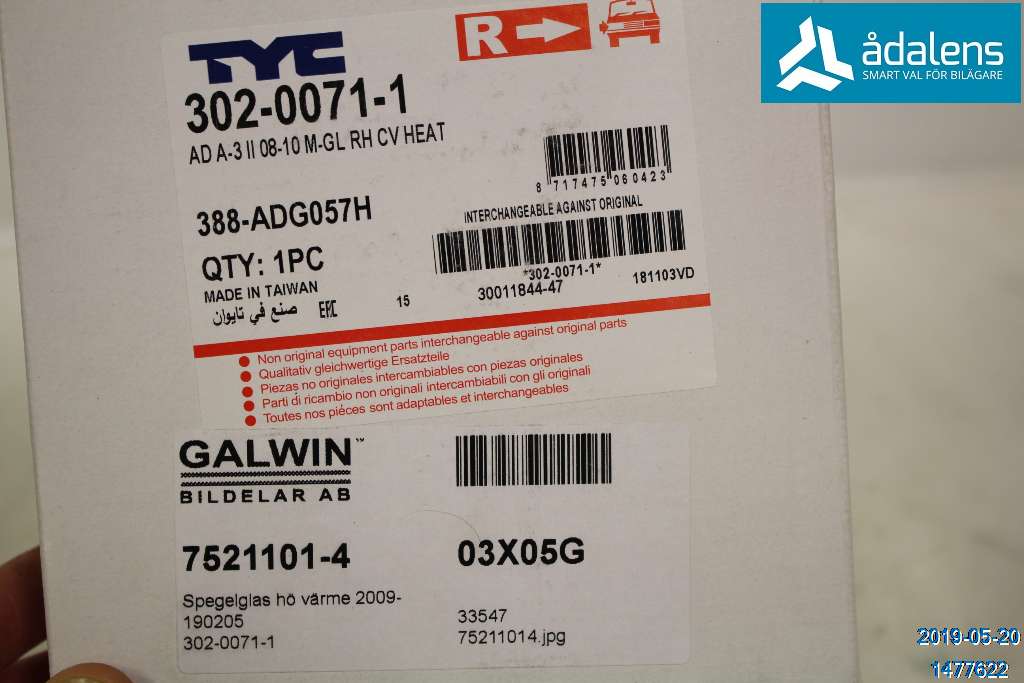 TYC
R
ådalens
SMART VAL FÖR BILÄGARE
302-0071-1
AD A-3 II 08-10 M-GL RH CV HEAT
8 717475 060423
388-ADG057H
INTERCHANGEABLE AGAINST ORIGINAL
QTY: 1PC
*302-0071-1*
MADE IN TAIWAN
30011844-47
181103VD
صنع في تايوان
EAC
15
Non original equipment parts interchangeable against original parts
Qualitativ gleichwertige Ersatzteile
Piezas no originales intercambiables con piezas originales
Parti di ricambio non originali intercambiabili con gli originali
Toutes nos piéces sont adaptables et interchangeables
GALWIN™
BILDELAR AB
7521101-4
03X05G
Spegelglas hö värme 2009-
190205
33547
302-0071-1
75211014.jpg
2019-05-20
1477622